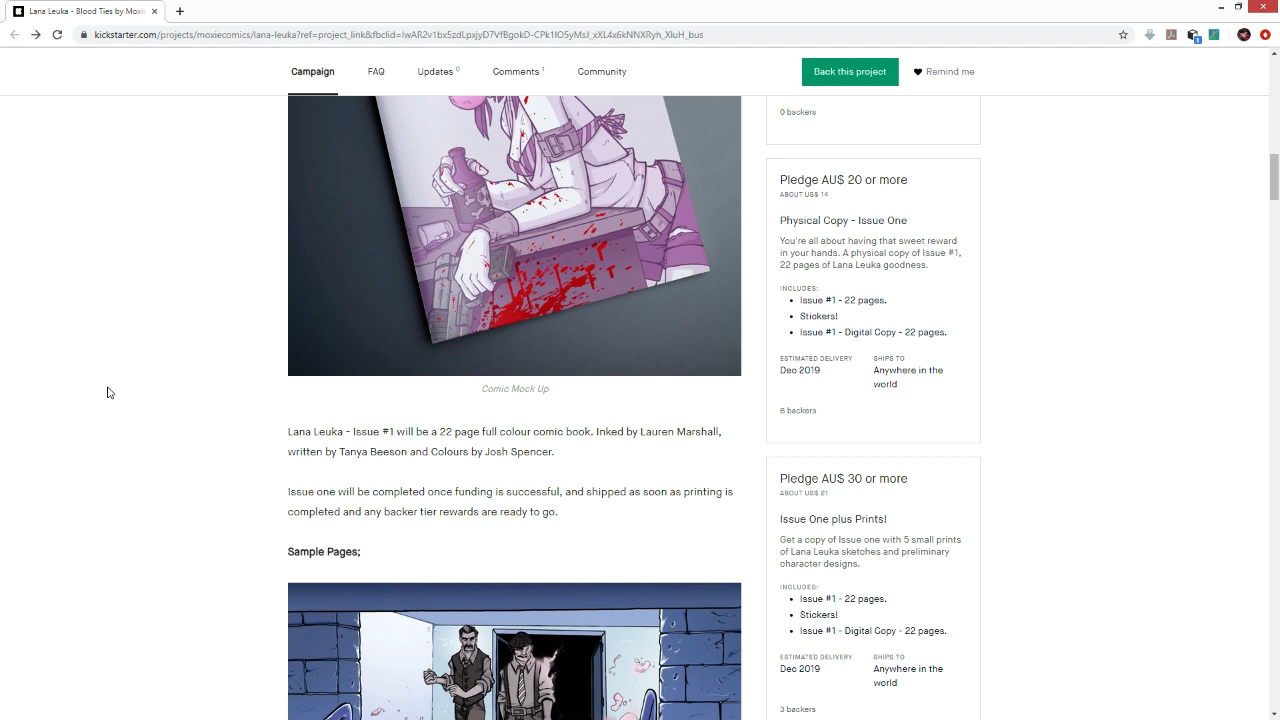 Lana Leuka - Blood Ties by Moxie
kickstarter.com/projects/moxiecomics/lana-leuka?ref=project_link&fbclid=IwAR2v1bx5zdLpxjyD7VfBgokD-CPk1IO5yMsJ_xXL4x6kNNXRyh_XluH_bus
Campaign
FAQ
Updates 0
Comments 1
Community
Back this project
Remind me
Comic Mock Up
Lana Leuka - Issue #1 will be a 22 page full colour comic book. Inked by Lauren Marshall,
written by Tanya Beeson and Colours by Josh Spencer.
Issue one will be completed once funding is successful, and shipped as soon as printing is
completed and any backer tier rewards are ready to go.
Sample Pages;
0 backers
Pledge AU$ 20 or more
ABOUT US$ 14
Physical Copy - Issue One
You're all about having that sweet reward
in your hands. A physical copy of Issue #1,
22 pages of Lana Leuka goodness.
INCLUDES:
• Issue #1 - 22 pages.
• Stickers!
• Issue #1 - Digital Copy - 22 pages.
ESTIMATED DELIVERY
Dec 2019
SHIPS TO
Anywhere in the
world
6 backers
Pledge AU$ 30 or more
ABOUT US$ 21
Issue One plus Prints!
Get a copy of Issue one with 5 small prints
of Lana Leuka sketches and preliminary
character designs.
INCLUDES:
• Issue #1 - 22 pages.
• Stickers!
• Issue #1 - Digital Copy - 22 pages.
ESTIMATED DELIVERY
Dec 2019
SHIPS TO
Anywhere in the
world
3 backers